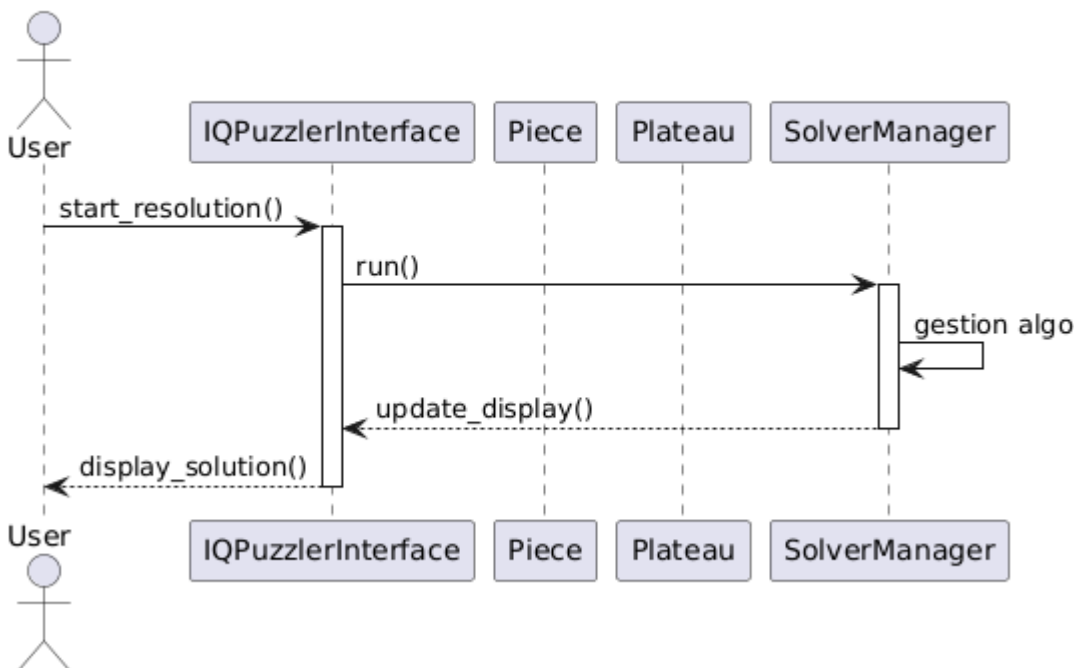 User
IQPuzzlerInterface
Piece
Plateau
SolverManager
start_resolution()
run()
gestion algo
update_display()
display_solution()
User
IQPuzzlerInterface
Piece
Plateau
SolverManager